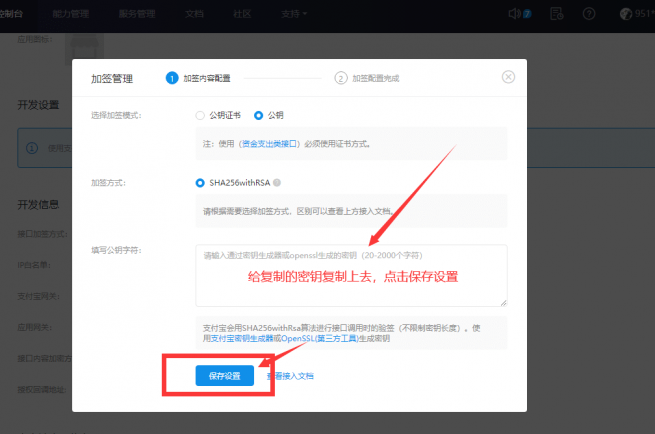 控制台 能力管理 服务管理 文档 社区 支持 7 951*
应用图标:
加签管理 1 加签内容配置 2 加签配置完成
开发设置
选择加签模式: 公钥证书 公钥
注：使用（资金支出类接口）必须使用证书方式。
加签方式: SHA256withRSA
请根据需要选择加签方式，区别可以查看上方接入文档。
开发信息
接口加签方式
填写公钥字符: 请输入通过密钥生成器或openssl生成的密钥（20-2000个字符）
给复制的密钥复制上去，点击保存设置
IP白名单:
支付宝网关:
应用网关:
支付宝会用SHA256withRsa算法进行接口调用时的验签（不限制密钥长度）。使
用支付宝密钥生成器或OpenSSL(第三方工具)生成密钥
接口内容加密方
保存设置 查看接入文档
授权回调地址: